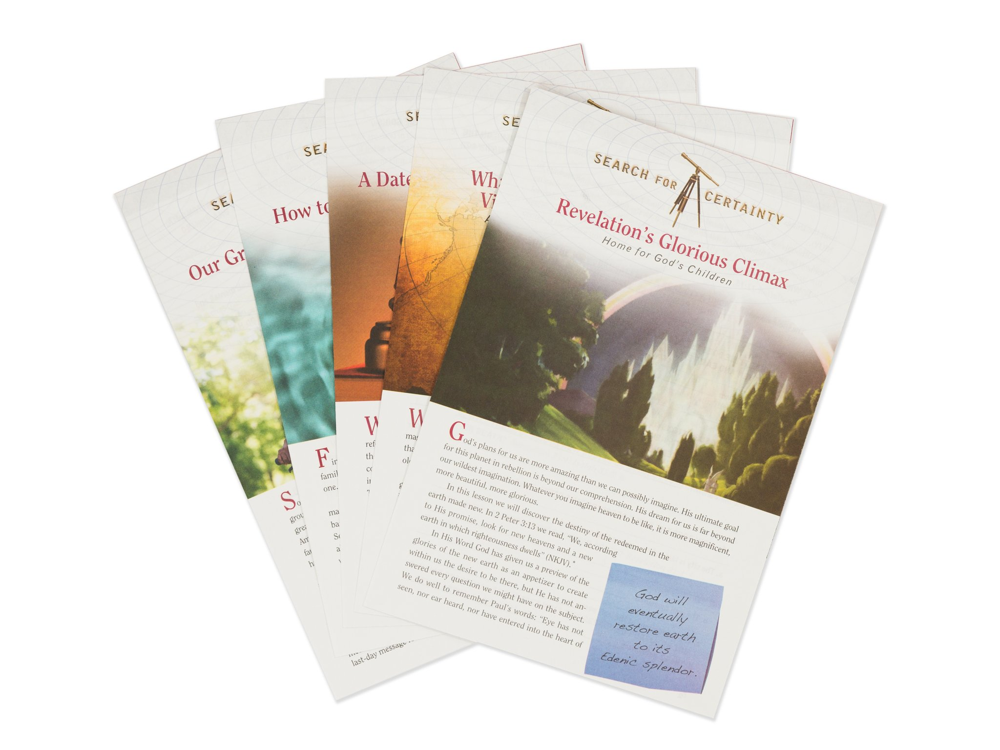 SEARCH FOR CERTAINTY
Revelation's Glorious Climax
Home for God's Children
God's plans for us are more amazing than we can possibly imagine. His ultimate goal
for this planet in rebellion is beyond our comprehension. His dream for us is far beyond
our wildest imagination. Whatever you imagine heaven to be like, it is more magnificent,
more beautiful, more glorious.
In this lesson we will discover the destiny of the redeemed in the
earth made new. In 2 Peter 3:13 we read, “We, according
to His promise, look for new heavens and a new
earth in which righteousness dwells” (NKJV).*
In His Word God has given us a preview of the
glories of the new earth as an appetizer to create
within us the desire to be there, but He has not an-
swered every question we might have on the subject.
We do well to remember Paul's words: “Eye has not
seen, nor ear heard, nor have entered into the heart of
God will
eventually
restore earth
to its
Edenic splendor.
SE
Wh
Vi
W
mag
tha
SE
A Date
W
ref
th
co
in
SEA
How to
F in
famil
one.
ma
ba
Se
SEA
Our Gr
So
grou
grea
Am
fa
h
last-day message